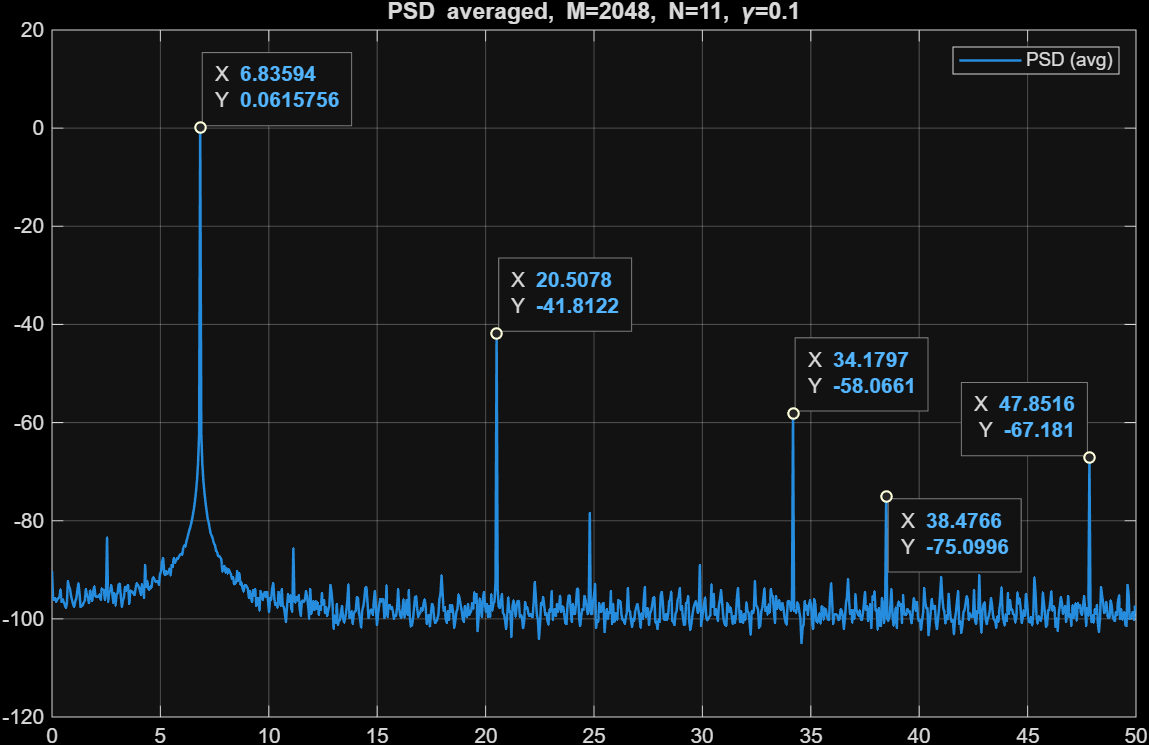 PSD averaged, M=2048, N=11, γ=0.1
20
0
-20
-40
-60
-80
-100
-120
0
5
10
15
20
25
30
35
40
45
50
PSD (avg)
X 6.83594
Y 0.0615756
X 20.5078
Y -41.8122
X 34.1797
Y -58.0661
X 47.8516
Y -67.181
X 38.4766
Y -75.0996